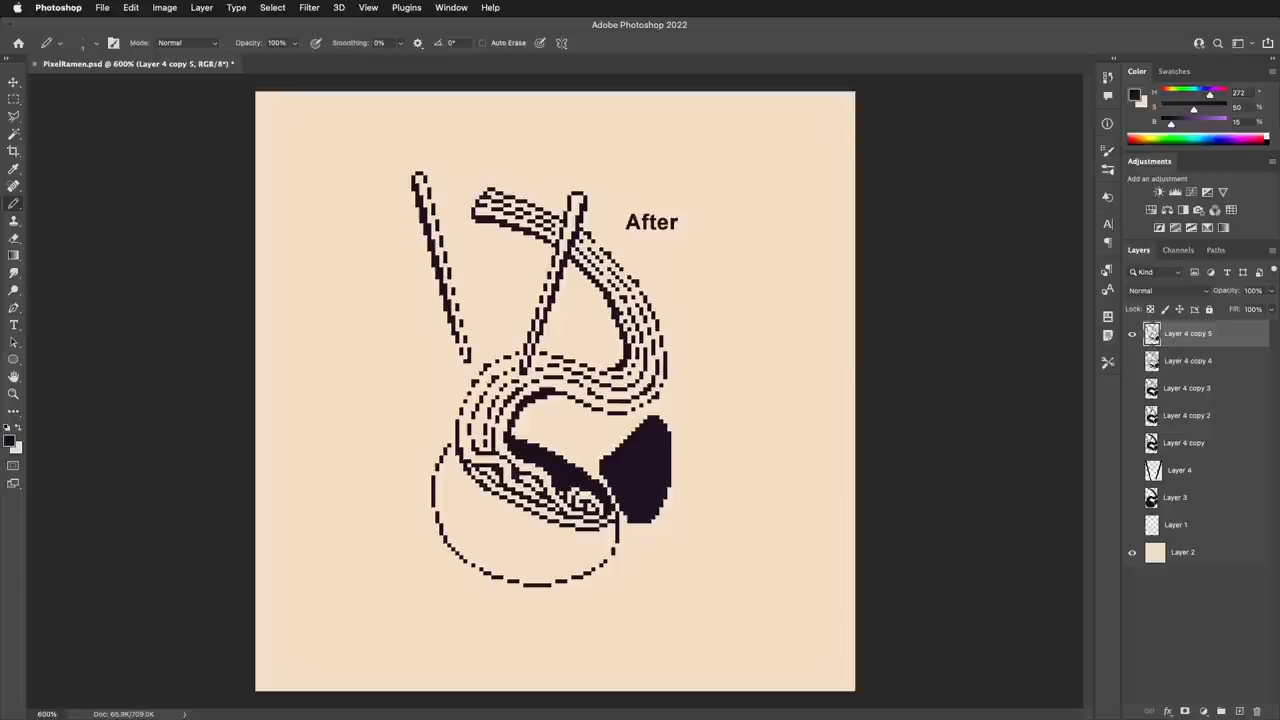 Photoshop File Edit Image Layer Type Select Filter 3D View Plugins Window Help
Adobe Photoshop 2022
Mode: Normal Opacity: 100% Smoothing: 0% 0° Auto Erase
PixelRamen.psd @ 600% (Layer 4 copy 5, RGB/8*) *
Color Swatches
H 272 °
S 50 %
B 15 %
Adjustments
Add an adjustment
Layers Channels Paths
Kind
Normal Opacity: 100%
Lock: Fill: 100%
Layer 4 copy 5
Layer 4 copy 4
Layer 4 copy 3
Layer 4 copy 2
Layer 4 copy
Layer 4
Layer 3
Layer 1
Layer 2
After
600% Doc: 65.9K/709.0K